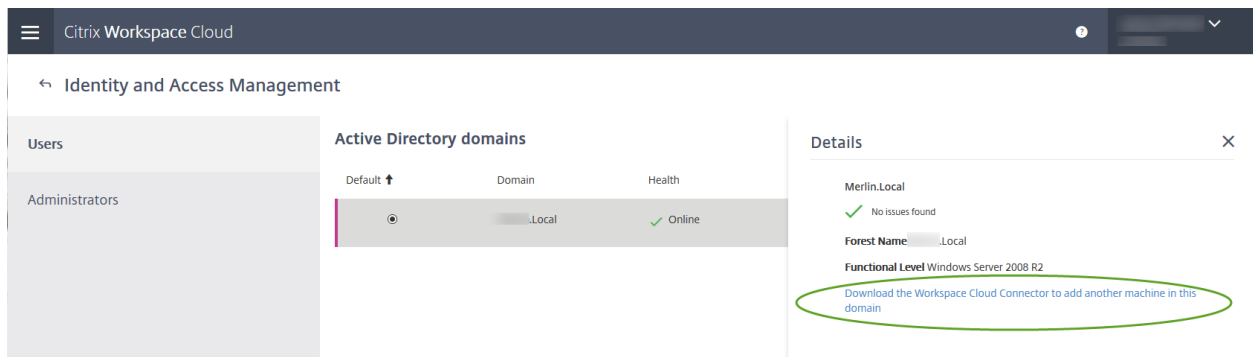 Citrix Workspace Cloud
?
Identity and Access Management
Users
Administrators
Active Directory domains
Default Domain Health
.Local Online
Details
Merlin.Local
No issues found
Forest Name .Local
Functional Level Windows Server 2008 R2
Download the Workspace Cloud Connector to add another machine in this
domain